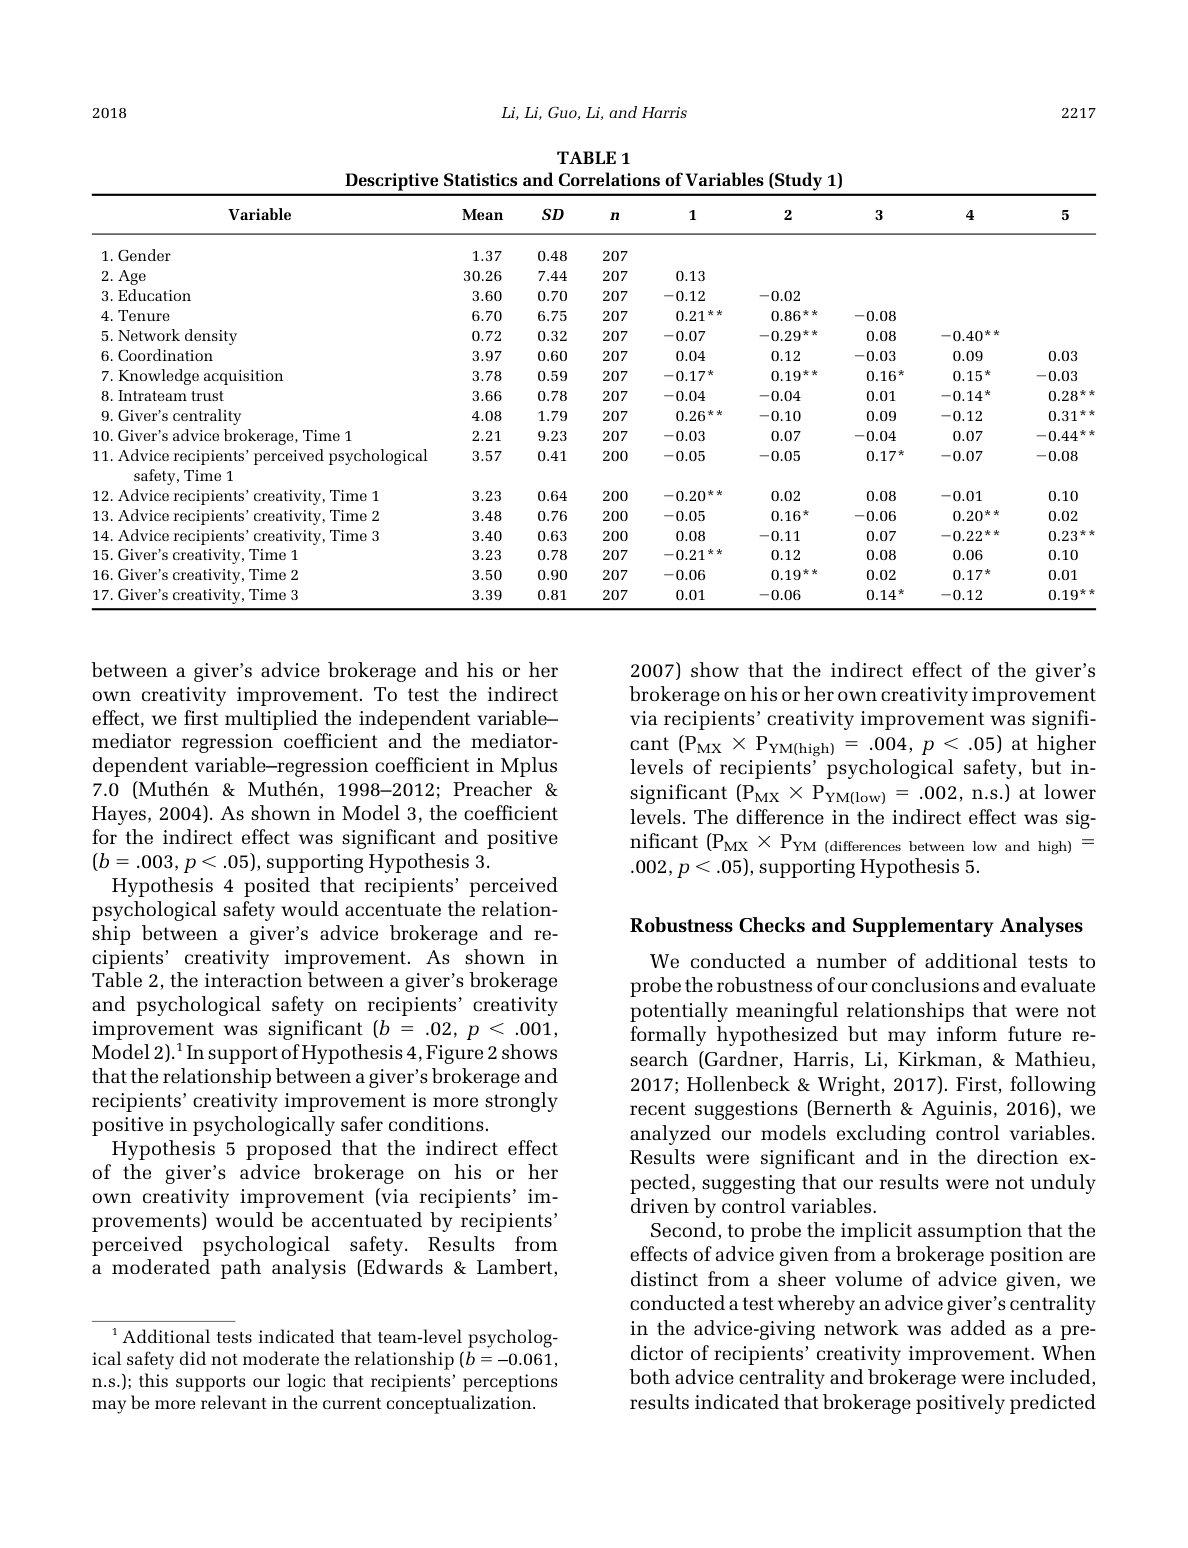 2018 Li, Li, Guo, Li, and Harris 2217
TABLE 1
Descriptive Statistics and Correlations of Variables (Study 1)
Variable Mean SD n 1 2 3 4 5
1. Gender 1.37 0.48 207
2. Age 30.26 7.44 207 0.13
3. Education 3.60 0.70 207 −0.12 −0.02
4. Tenure 6.70 6.75 207 0.21** 0.86** −0.08
5. Network density 0.72 0.32 207 −0.07 −0.29** 0.08 −0.40**
6. Coordination 3.97 0.60 207 0.04 0.12 −0.03 0.09 0.03
7. Knowledge acquisition 3.78 0.59 207 −0.17* 0.19** 0.16* 0.15* −0.03
8. Intrateam trust 3.66 0.78 207 −0.04 −0.04 0.01 −0.14* 0.28**
9. Giver’s centrality 4.08 1.79 207 0.26** −0.10 0.09 −0.12 0.31**
10. Giver’s advice brokerage, Time 1 2.21 9.23 207 −0.03 0.07 −0.04 0.07 −0.44**
11. Advice recipients’ perceived psychological 3.57 0.41 200 −0.05 −0.05 0.17* −0.07 −0.08
safety, Time 1
12. Advice recipients’ creativity, Time 1 3.23 0.64 200 −0.20** 0.02 0.08 −0.01 0.10
13. Advice recipients’ creativity, Time 2 3.48 0.76 200 −0.05 0.16* −0.06 0.20** 0.02
14. Advice recipients’ creativity, Time 3 3.40 0.63 200 0.08 −0.11 0.07 −0.22** 0.23**
15. Giver’s creativity, Time 1 3.23 0.78 207 −0.21** 0.12 0.08 0.06 0.10
16. Giver’s creativity, Time 2 3.50 0.90 207 −0.06 0.19** 0.02 0.17* 0.01
17. Giver’s creativity, Time 3 3.39 0.81 207 0.01 −0.06 0.14* −0.12 0.19**
between a giver’s advice brokerage and his or her
own creativity improvement. To test the indirect
effect, we first multiplied the independent variable–
mediator regression coefficient and the mediator-
dependent variable–regression coefficient in Mplus
7.0 (Muthén & Muthén, 1998–2012; Preacher &
Hayes, 2004). As shown in Model 3, the coefficient
for the indirect effect was significant and positive
(b = .003, p < .05), supporting Hypothesis 3.
Hypothesis 4 posited that recipients’ perceived
psychological safety would accentuate the relation-
ship between a giver’s advice brokerage and re-
cipients’ creativity improvement. As shown in
Table 2, the interaction between a giver’s brokerage
and psychological safety on recipients’ creativity
improvement was significant (b = .02, p < .001,
Model 2).¹ In support of Hypothesis 4, Figure 2 shows
that the relationship between a giver’s brokerage and
recipients’ creativity improvement is more strongly
positive in psychologically safer conditions.
Hypothesis 5 proposed that the indirect effect
of the giver’s advice brokerage on his or her
own creativity improvement (via recipients’ im-
provements) would be accentuated by recipients’
perceived psychological safety. Results from
a moderated path analysis (Edwards & Lambert,
¹ Additional tests indicated that team-level psycholog-
ical safety did not moderate the relationship (b = –0.061,
n.s.); this supports our logic that recipients’ perceptions
may be more relevant in the current conceptualization.
2007) show that the indirect effect of the giver’s
brokerage on his or her own creativity improvement
via recipients’ creativity improvement was signifi-
cant (PMX × PYM(high) = .004, p < .05) at higher
levels of recipients’ psychological safety, but in-
significant (PMX × PYM(low) = .002, n.s.) at lower
levels. The difference in the indirect effect was sig-
nificant (PMX × PYM (differences between low and high) =
.002, p < .05), supporting Hypothesis 5.
Robustness Checks and Supplementary Analyses
We conducted a number of additional tests to
probe the robustness of our conclusions and evaluate
potentially meaningful relationships that were not
formally hypothesized but may inform future re-
search (Gardner, Harris, Li, Kirkman, & Mathieu,
2017; Hollenbeck & Wright, 2017). First, following
recent suggestions (Bernerth & Aguinis, 2016), we
analyzed our models excluding control variables.
Results were significant and in the direction ex-
pected, suggesting that our results were not unduly
driven by control variables.
Second, to probe the implicit assumption that the
effects of advice given from a brokerage position are
distinct from a sheer volume of advice given, we
conducted a test whereby an advice giver’s centrality
in the advice-giving network was added as a pre-
dictor of recipients’ creativity improvement. When
both advice centrality and brokerage were included,
results indicated that brokerage positively predicted